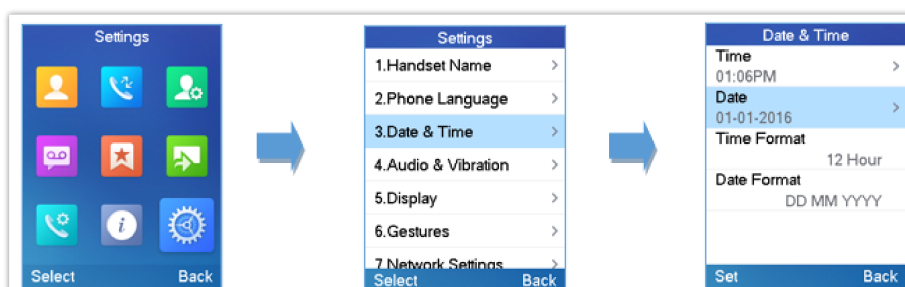 Settings
Select Back
Settings
1.Handset Name
2.Phone Language
3.Date & Time
4.Audio & Vibration
5.Display
6.Gestures
7.Network Settings
Select Back
Date & Time
Time
01:06PM
Date
01-01-2016
Time Format
12 Hour
Date Format
DD MM YYYY
Set Back